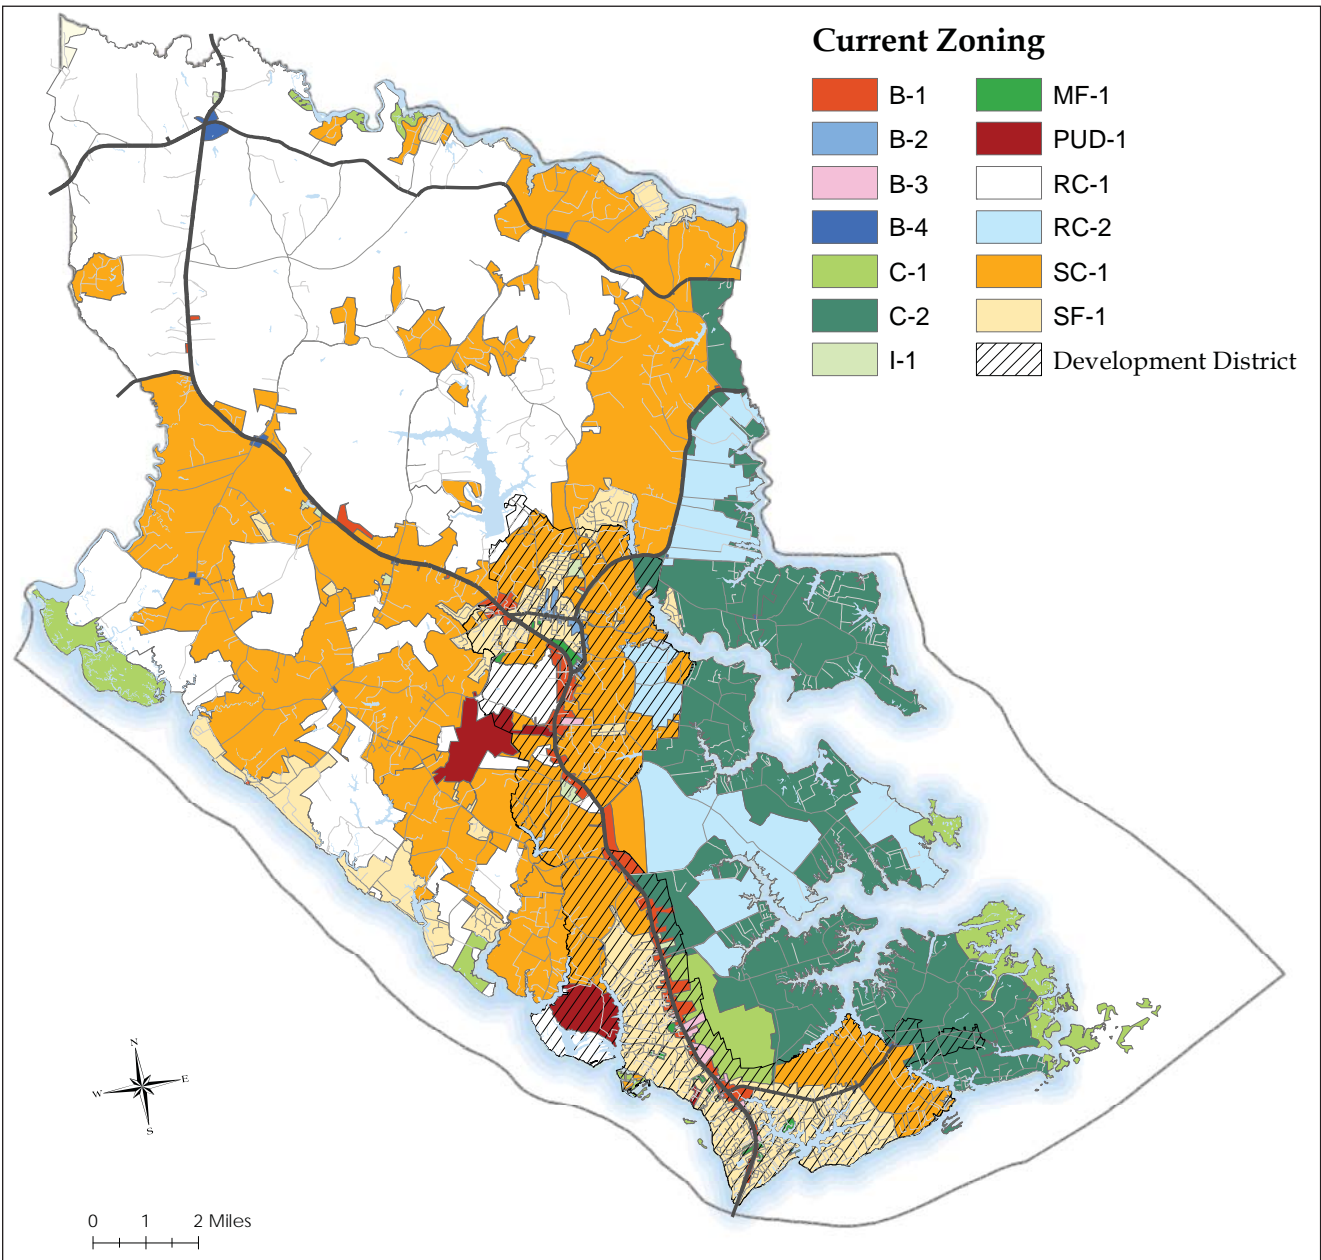 Current Zoning
B-1
MF-1
B-2
PUD-1
B-3
RC-1
B-4
RC-2
C-1
SC-1
C-2
SF-1
I-1
Development District
N
W
E
S
0 1 2 Miles